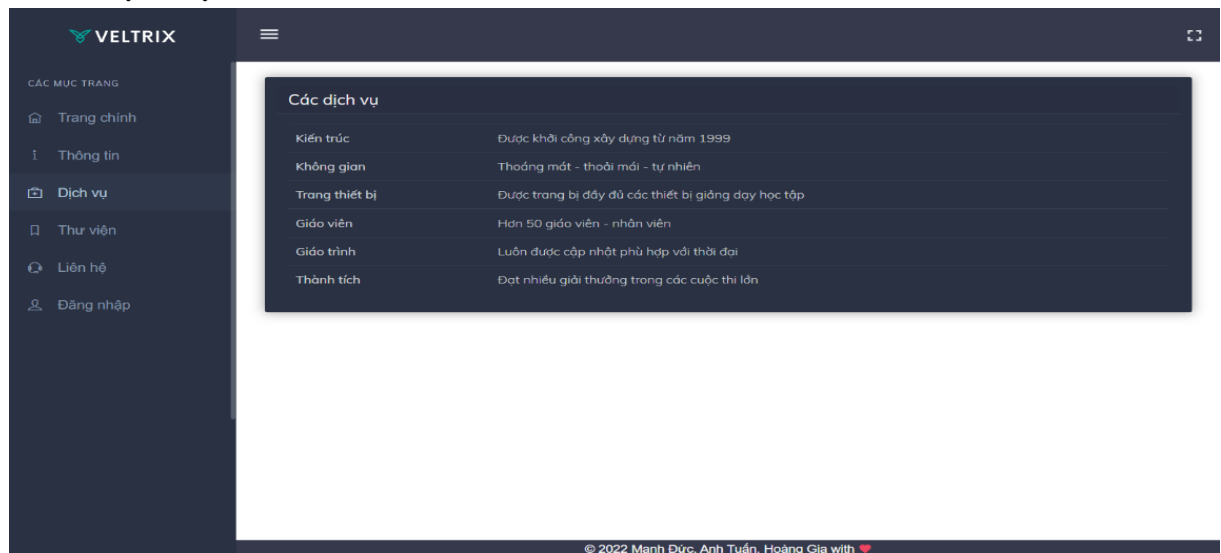 VELTRIX
CÁC MỤC TRANG
Trang chính
Thông tin
Dịch vụ
Thư viện
Liên hệ
Đăng nhập
Các dịch vụ
Kiến trúc Được khởi công xây dựng từ năm 1999
Không gian Thoáng mát - thoải mái - tự nhiên
Trang thiết bị Được trang bị đầy đủ các thiết bị giảng dạy học tập
Giáo viên Hơn 50 giáo viên - nhân viên
Giáo trình Luôn được cập nhật phù hợp với thời đại
Thành tích Đạt nhiều giải thưởng trong các cuộc thi lớn
© 2022 Mạnh Đức, Anh Tuấn, Hoàng Gia with ❤